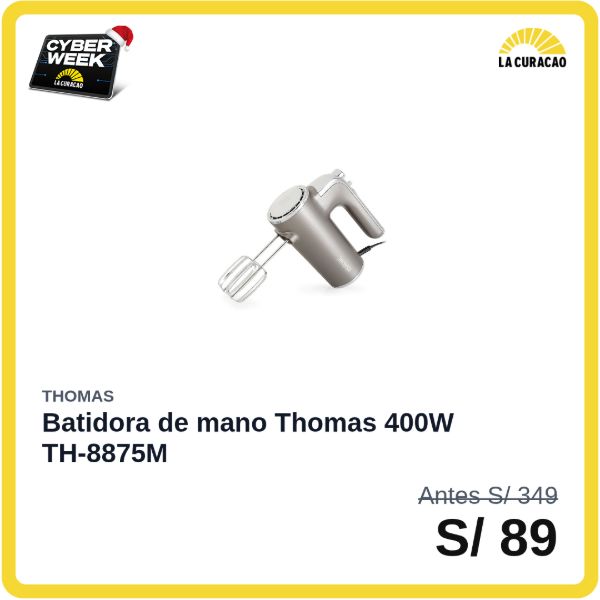 CYBER
WEEK
LA CURACAO
LA CURACAO
THOMAS
Batidora de mano Thomas 400W
TH-8875M
Antes S/ 349
S/ 89